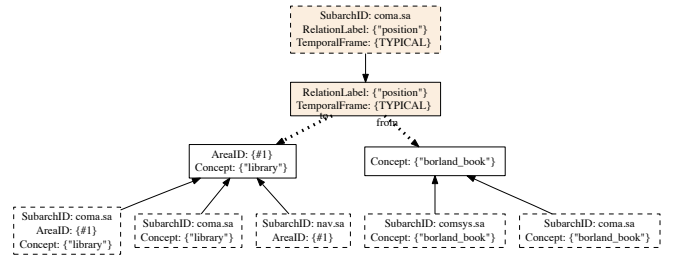 SubarchID: coma.sa
RelationLabel: {"position"}
TemporalFrame: {TYPICAL}
RelationLabel: {"position"}
TemporalFrame: {TYPICAL}
to
from
AreaID: {#1}
Concept: {"library"}
Concept: {"borland_book"}
SubarchID: coma.sa
AreaID: {#1}
Concept: {"library"}
SubarchID: coma.sa
Concept: {"library"}
SubarchID: nav.sa
AreaID: {#1}
SubarchID: comsys.sa
Concept: {"borland_book"}
SubarchID: coma.sa
Concept: {"borland_book"}